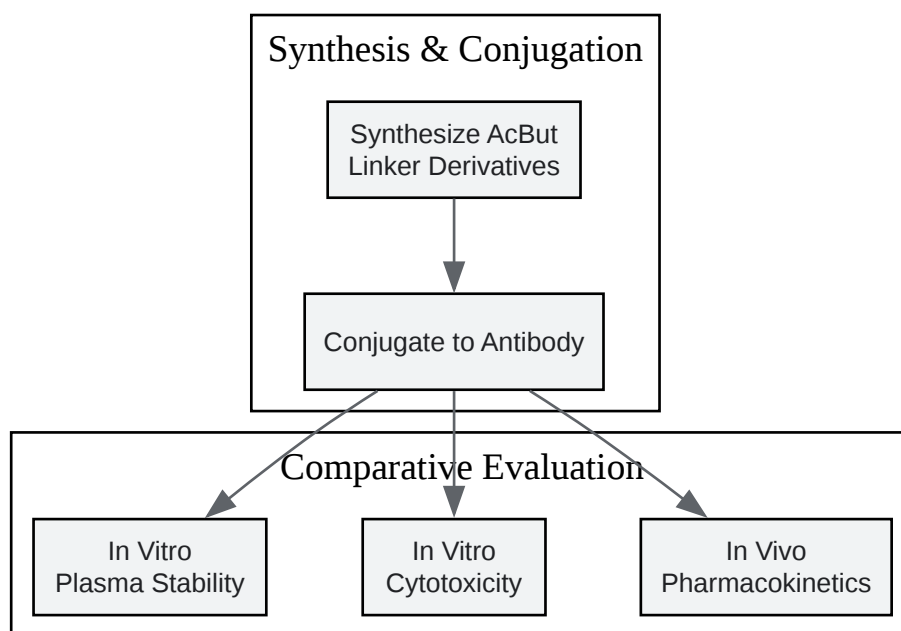 Synthesis & Conjugation
Synthesize AcBut
Linker Derivatives
Conjugate to Antibody
Comparative Evaluation
In Vitro
Plasma Stability
In Vitro
Cytotoxicity
In Vivo
Pharmacokinetics